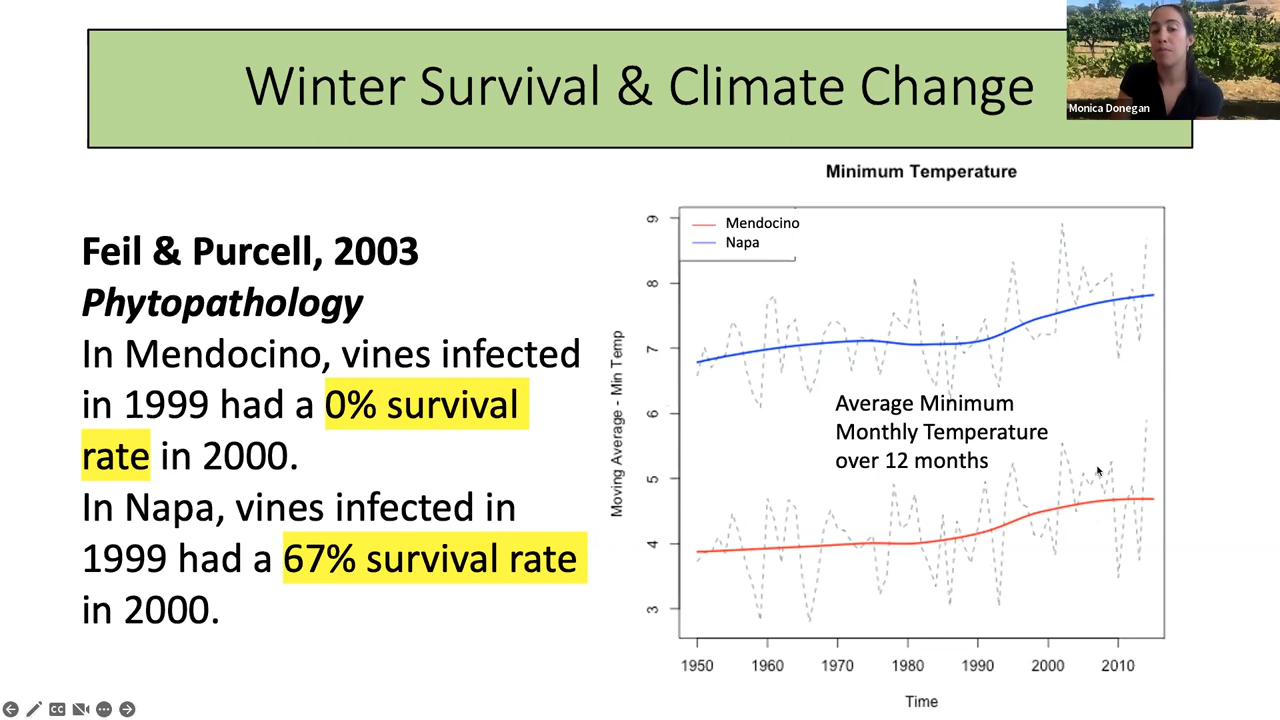 Winter Survival & Climate Change
Monica Donegan
Feil & Purcell, 2003
Phytopathology
In Mendocino, vines infected
in 1999 had a 0% survival
rate in 2000.
In Napa, vines infected in
1999 had a 67% survival rate
in 2000.
Minimum Temperature
Mendocino
Napa
Moving Average - Min Temp
9
8
7
6
5
4
3
Average Minimum
Monthly Temperature
over 12 months
1950 1960 1970 1980 1990 2000 2010
Time
CC